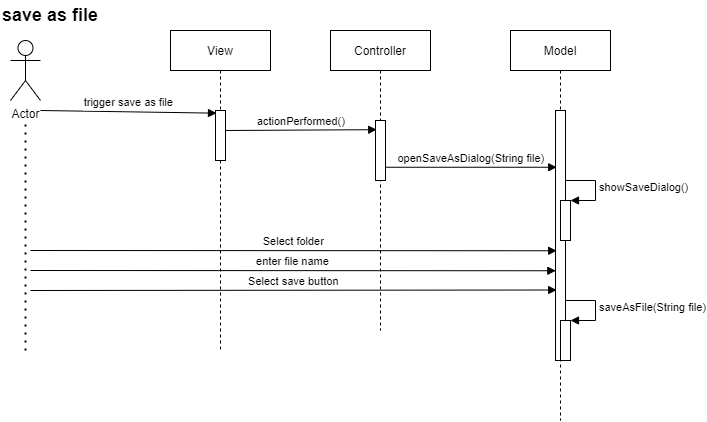 save as file
View
Controller
Model
Actor
trigger save as file
actionPerformed()
openSaveAsDialog(String file)
showSaveDialog()
Select folder
enter file name
Select save button
saveAsFile(String file)